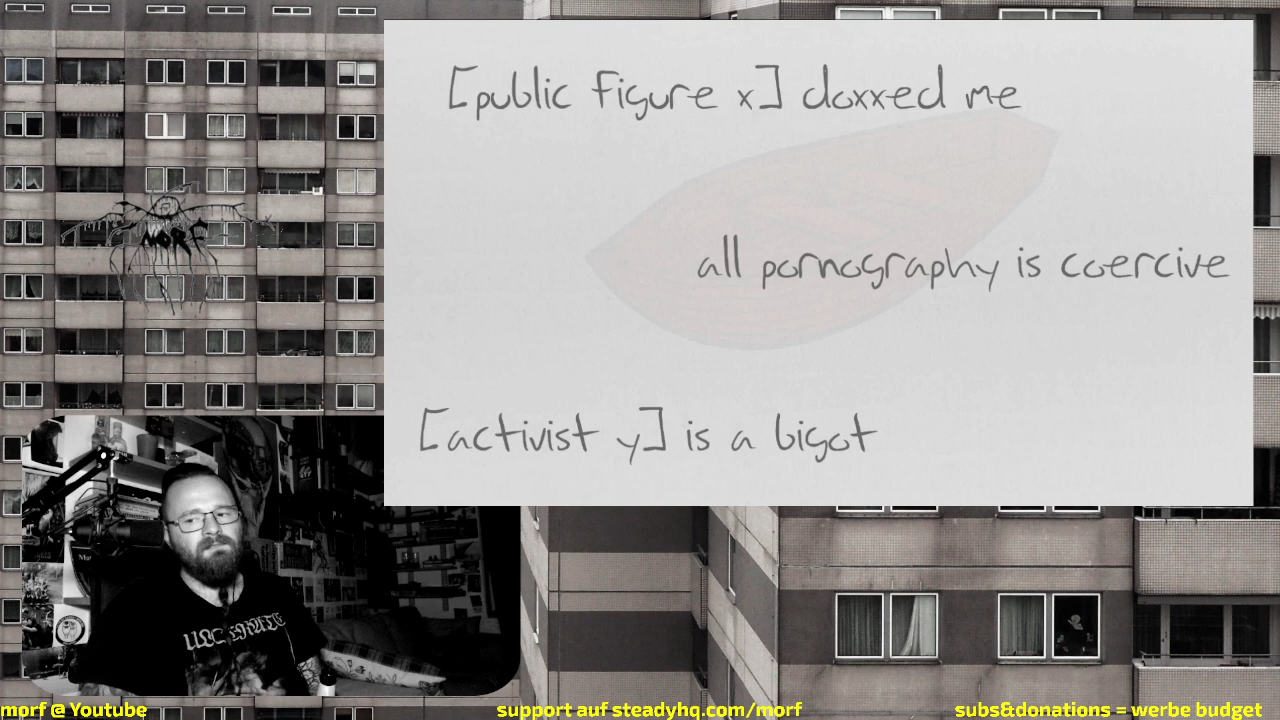 [public figure x] doxxed me
all pornography is coercive
MORF
[activist y] is a bigot
morf @ Youtube
support auf steadyhq.com/morf
subs&donations = werbe budget